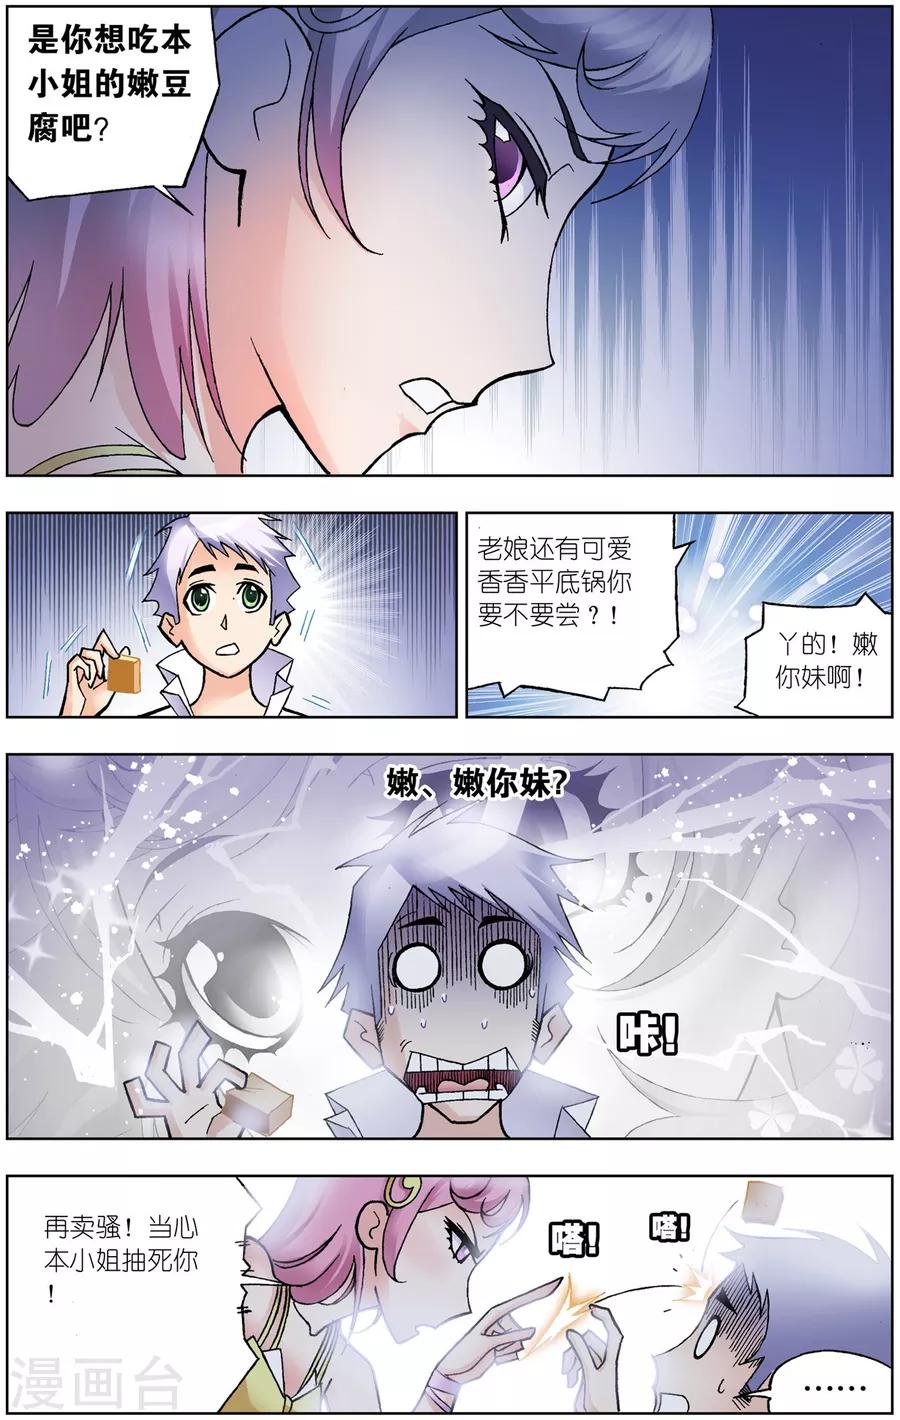 是你想吃本
小姐的嫩豆
腐吧?
老娘还有可爱
香香平底锅你
要不要尝?!
丫的!嫩
你妹啊!
嫩、嫩你妹?
咔!
再卖骚!当心
本小姐抽死你
!
嗒!
嗒!
……
漫画台